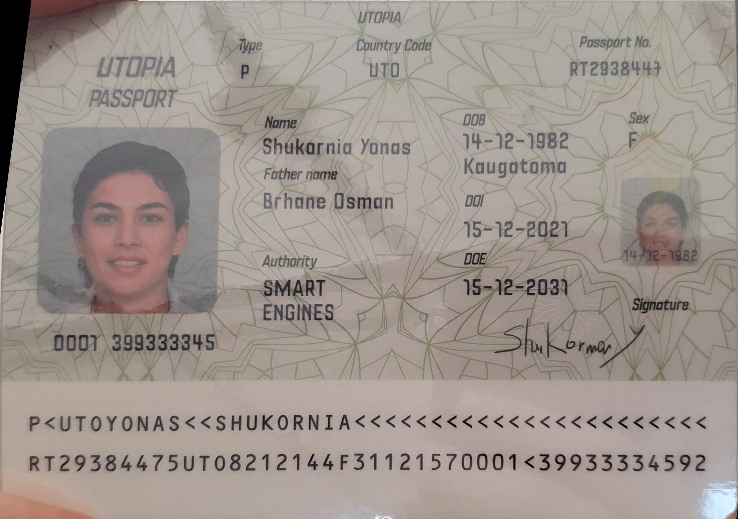 UTOPIA
UTOPIA
PASSPORT
Type
P
Country Code
UTO
Passport No.
RT2938447
Name
Shukornia Yonas
Father name
Brhane Osman
Authority
SMART
ENGINES
DOB
14-12-1982
Kaugatoma
DOI
15-12-2021
DOE
15-12-2031
Sex
F
14-12-1982
Signature
0001 399333345
P<UTOYONAS<<SHUKORNIA<<<<<<<<<<<<<<<<<<<<<<<
RT29384475UTO8212144F31121570001<39933334592